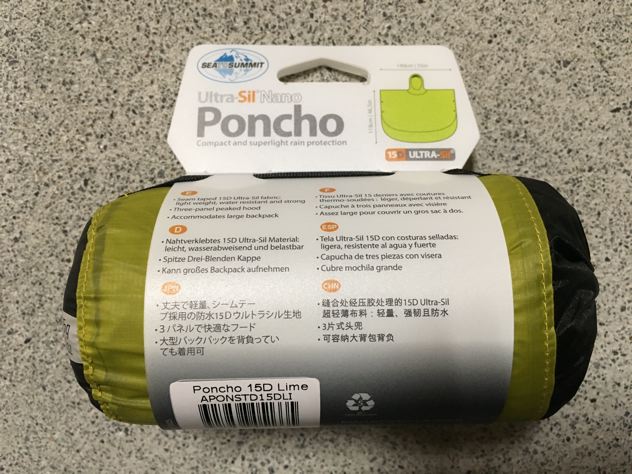 SEA TO SUMMIT
Ultra-Sil Nano
Poncho
Compact and superlight rain protection
15D ULTRA-SIL
E
• Seam taped 15D Ultra-Sil fabric:
light weight, water resistant and strong
• Three-panel peaked hood
• Accommodates large backpack
F
• Tissu Ultra-Sil 15 deniers avec coutures
thermo-soudées : léger, déperlant et résistant
• Capuche à trois panneaux avec visière
• Assez large pour couvrir un gros sac à dos.
D
• Nahtverklebtes 15D Ultra-Sil Material:
leicht, wasserabweisend und belastbar
• Spitze Drei-Blenden Kappe
• Kann großes Backpack aufnehmen
ESP
• Tela Ultra-Sil 15D con costuras selladas:
ligera, resistente al agua y fuerte
• Capucha de tres piezas con visera
• Cubre mochila grande
JPN
• 丈夫で軽量、シームテー
プ採用の防水15Dウルトラシル生地
• 3 パネルで快適なフード
• 大型バックパックを背負ってい
ても着用可
CHN
• 缝合处经压胶处理的15D Ultra-Sil
超轻薄布料：轻量、强韧且防水
• 3片式头兜
• 可容纳大背包背负
Poncho 15D Lime
APONSTD15DLI